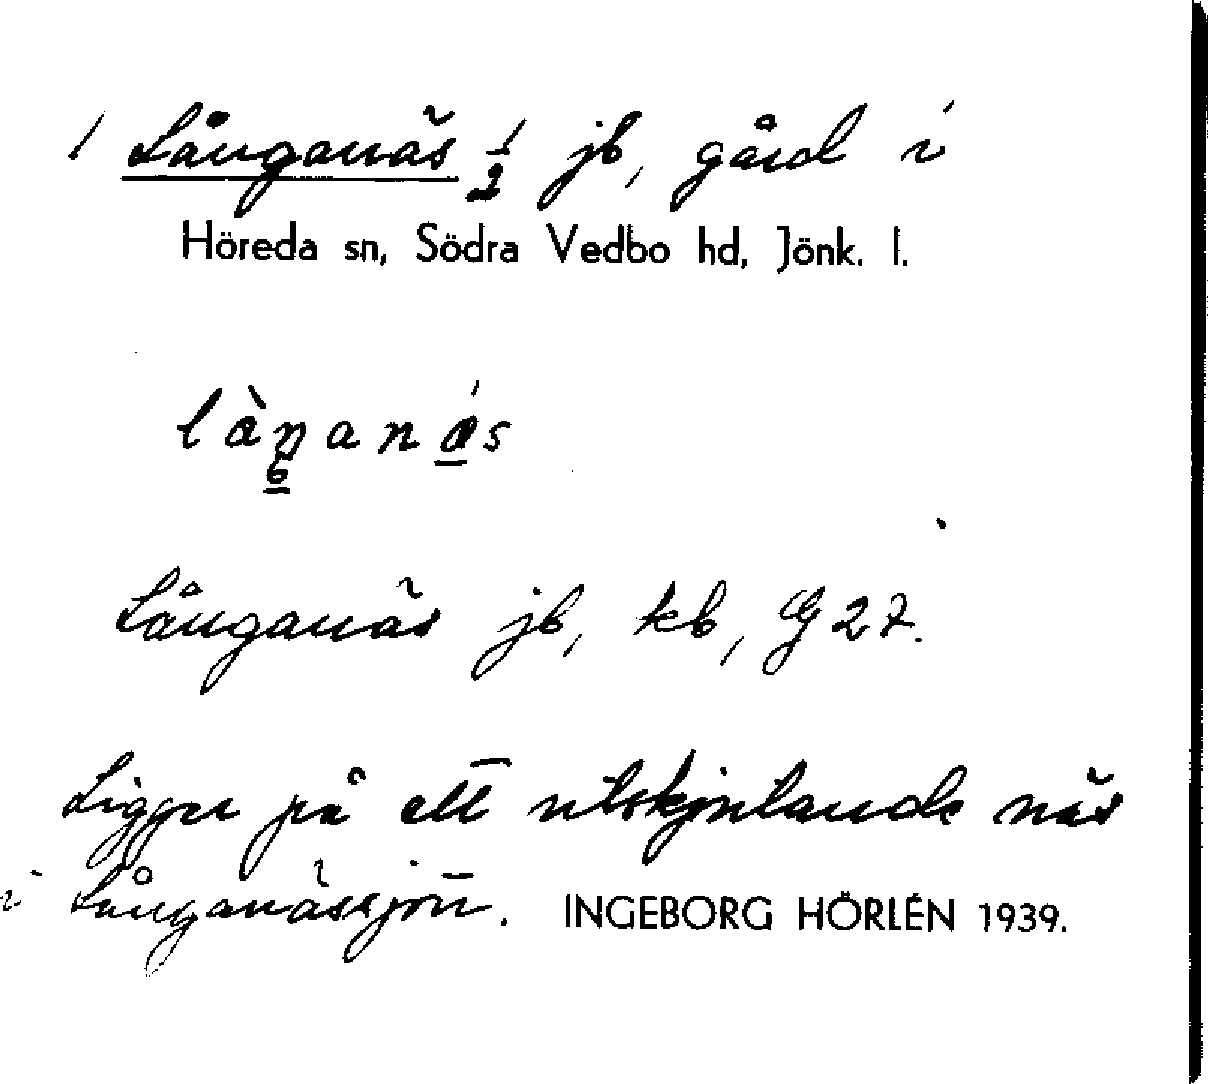 1 Långanäs 1/2 jb, gård i
Höreda sn, Södra Vedbo hd, Jönk. l.
Långanäs jb, kb, G 27.
Ligger på ett utskjutande näs
i Långanässjön. INGEBORG HÖRLÉN 1939.